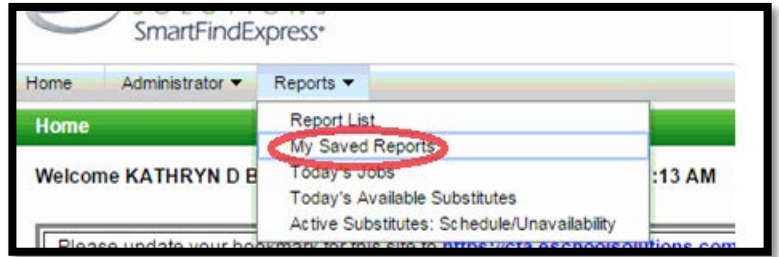 SOLUTIONS
SmartFindExpress®
Home Administrator ▼ Reports ▼
Home
Report List
My Saved Reports
Today's Jobs
Today's Available Substitutes
Active Substitutes: Schedule/Unavailability
Welcome KATHRYN D B :13 AM
Please update your bookmark for this site to https://cfa.eschoolsolutions.com